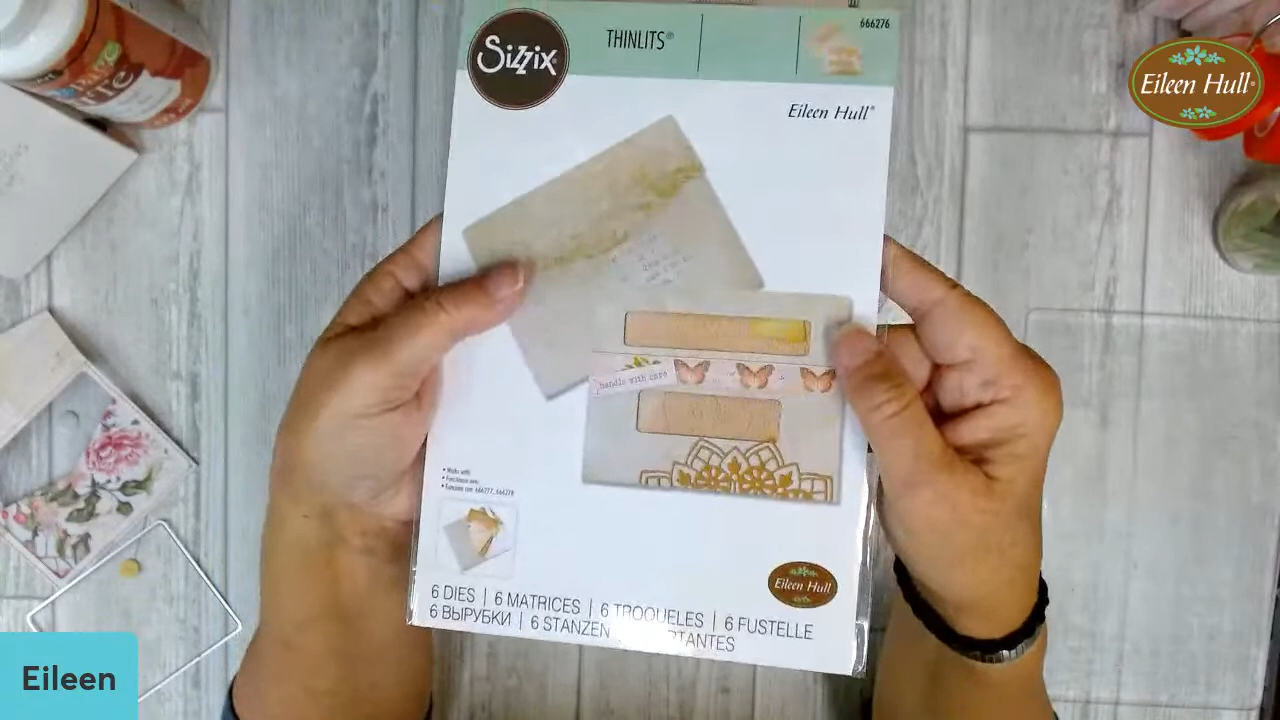 Sizzix
THINLITS®
666276
Eileen Hull®
Eileen Hull®
handle with care
6 DIES | 6 MATRICES | 6 TROQUELES | 6 FUSTELLE
6 ВЫРУБКИ | 6 STANZEN
Eileen Hull
Eileen